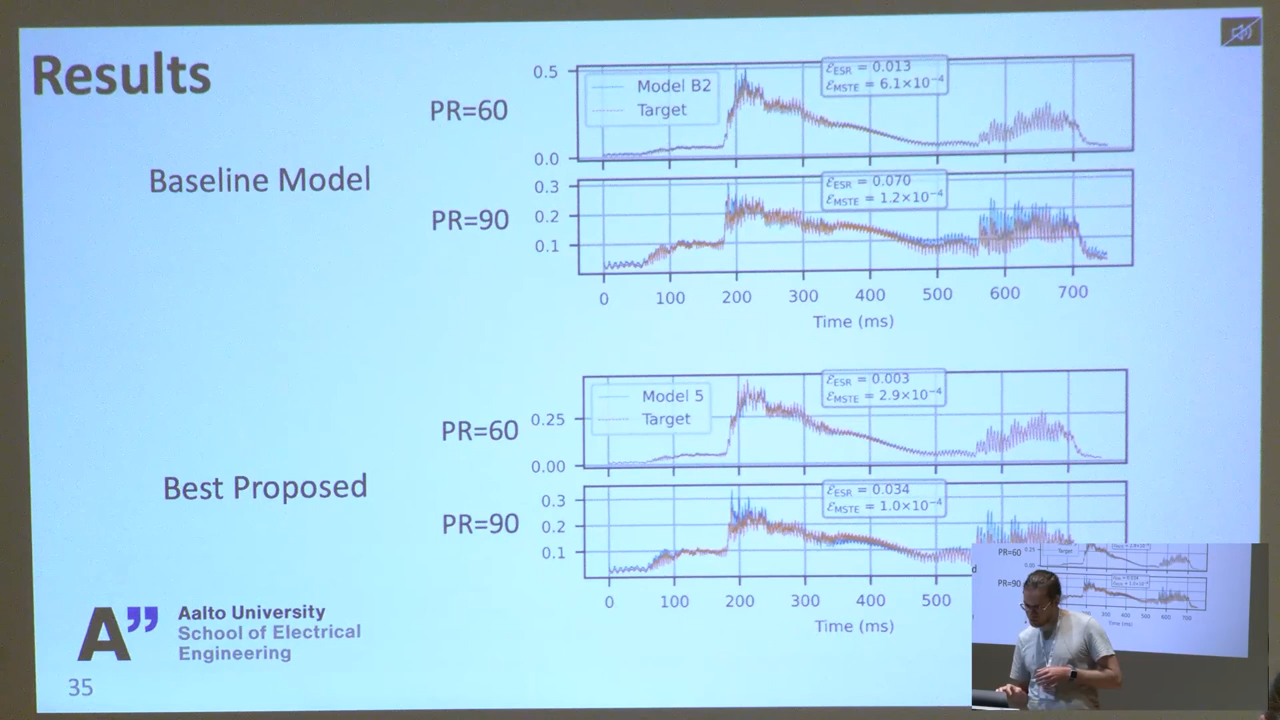 Results
Baseline Model
PR=60
0.5
0.0
Model B2
Target
ℰESR = 0.013
ℰMSTE = 6.1×10⁻⁴
PR=90
0.3
0.2
0.1
ℰESR = 0.070
ℰMSTE = 1.2×10⁻⁴
0 100 200 300 400 500 600 700
Time (ms)
Best Proposed
PR=60
0.25
0.00
Model 5
Target
ℰESR = 0.003
ℰMSTE = 2.9×10⁻⁴
PR=90
0.3
0.2
0.1
ℰESR = 0.034
ℰMSTE = 1.0×10⁻⁴
0 100 200 300 400 500
Time (ms)
A”
Aalto University
School of Electrical
Engineering
35
PR=60
PR=90
Time (ms)